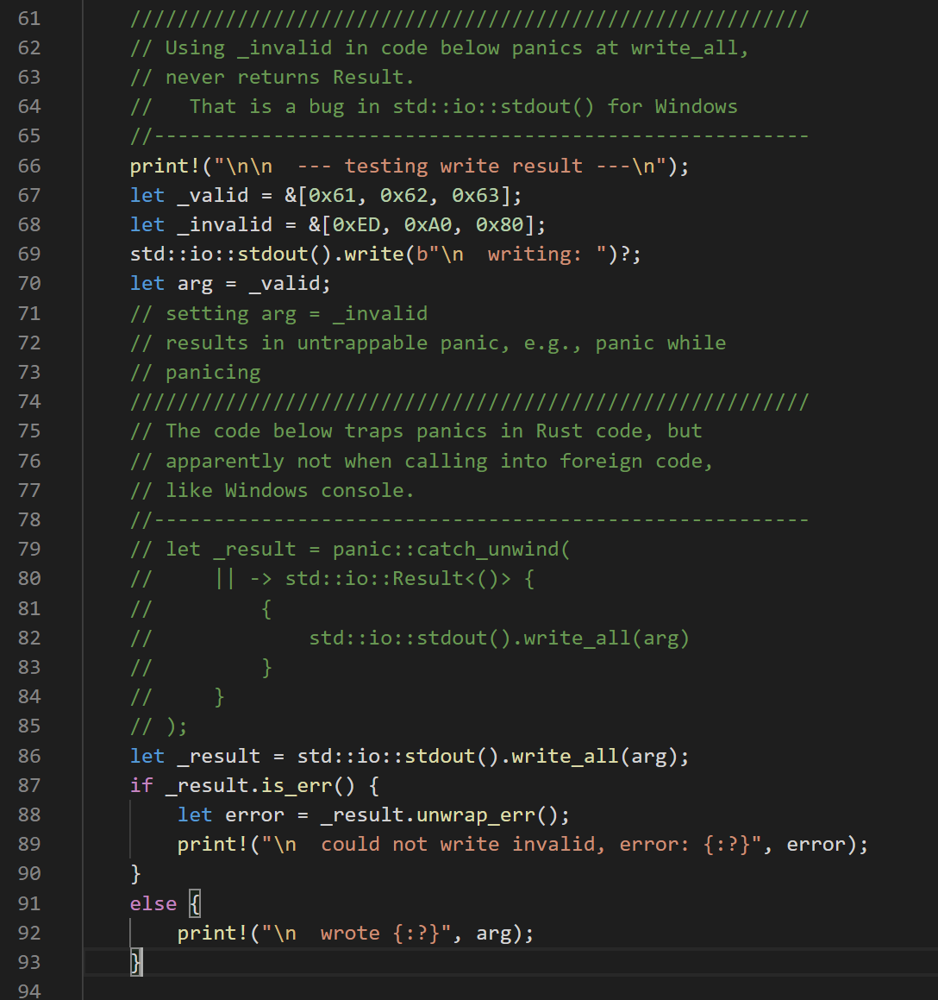 61 /////////////////////////////////////////////////////////
62 // Using _invalid in code below panics at write_all,
63 // never returns Result.
64 //   That is a bug in std::io::stdout() for Windows
65 //-------------------------------------------------------
66 print!("\n\n  --- testing write result ---\n");
67 let _valid = &[0x61, 0x62, 0x63];
68 let _invalid = &[0xED, 0xA0, 0x80];
69 std::io::stdout().write(b"\n  writing: ")?;
70 let arg = _valid;
71 // setting arg = _invalid
72 // results in untrappable panic, e.g., panic while
73 // panicing
74 /////////////////////////////////////////////////////////
75 // The code below traps panics in Rust code, but
76 // apparently not when calling into foreign code,
77 // like Windows console.
78 //-------------------------------------------------------
79 // let _result = panic::catch_unwind(
80 //     || -> std::io::Result<()> {
81 //         {
82 //             std::io::stdout().write_all(arg)
83 //         }
84 //     }
85 // );
86 let _result = std::io::stdout().write_all(arg);
87 if _result.is_err() {
88     let error = _result.unwrap_err();
89     print!("\n  could not write invalid, error: {:?}", error);
90 }
91 else {
92     print!("\n  wrote {:?}", arg);
93 }
94